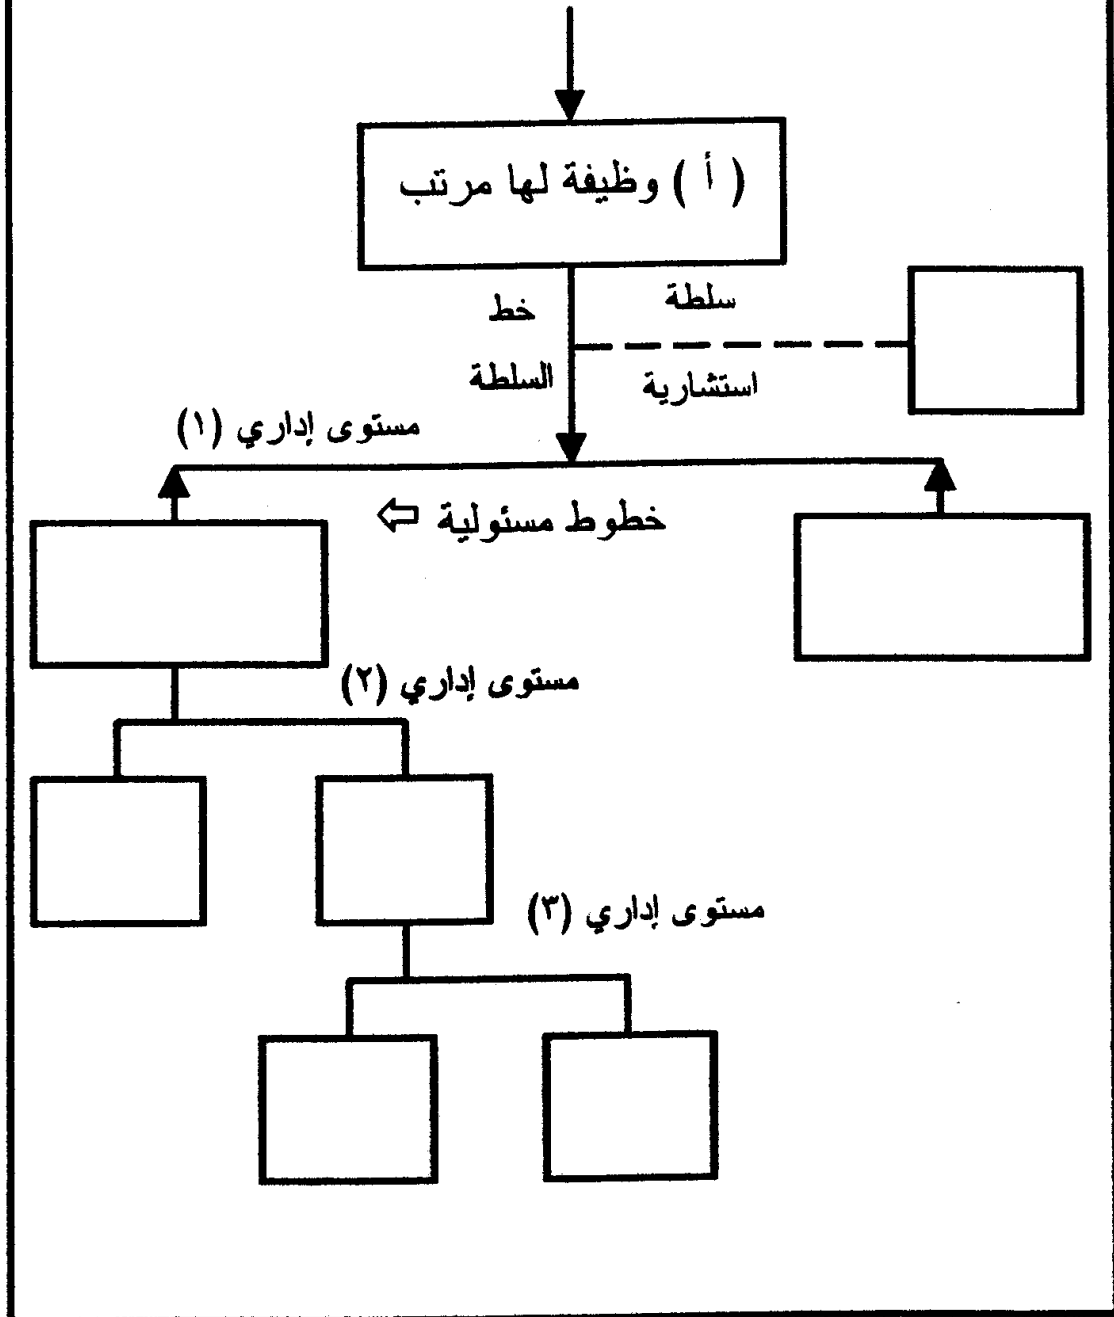 ( أ ) وظيفة لها مرتب
سلطة
استشارية
خط
السلطة
مستوى إداري (١)
خطوط مسئولية
مستوى إداري (٢)
مستوى إداري (٣)